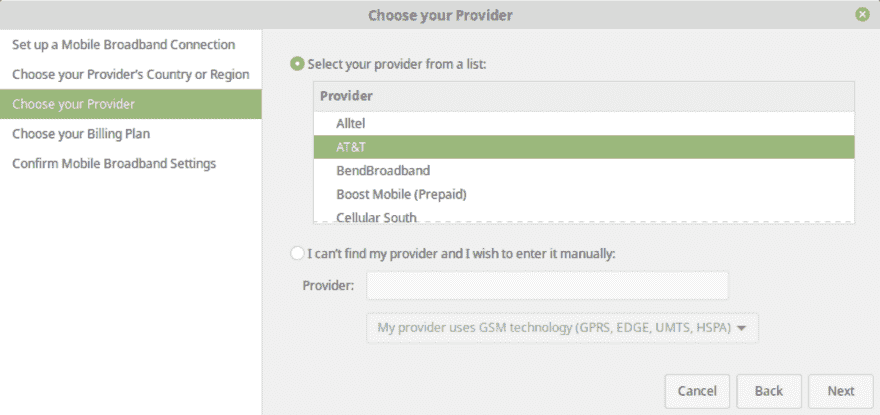 Choose your Provider
Set up a Mobile Broadband Connection
Choose your Provider's Country or Region
Choose your Provider
Choose your Billing Plan
Confirm Mobile Broadband Settings
Select your provider from a list:
Provider
Alltel
AT&T
BendBroadband
Boost Mobile (Prepaid)
Cellular South
I can't find my provider and I wish to enter it manually:
Provider:
My provider uses GSM technology (GPRS, EDGE, UMTS, HSPA)
Cancel Back Next